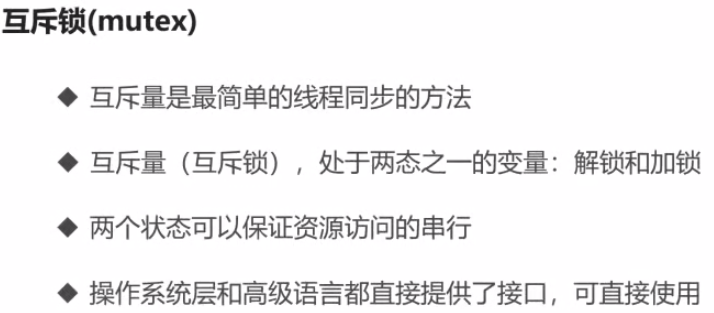 互斥锁(mutex)
◆ 互斥量是最简单的线程同步的方法
◆ 互斥量（互斥锁），处于两态之一的变量：解锁和加锁
◆ 两个状态可以保证资源访问的串行
◆ 操作系统层和高级语言都直接提供了接口，可直接使用